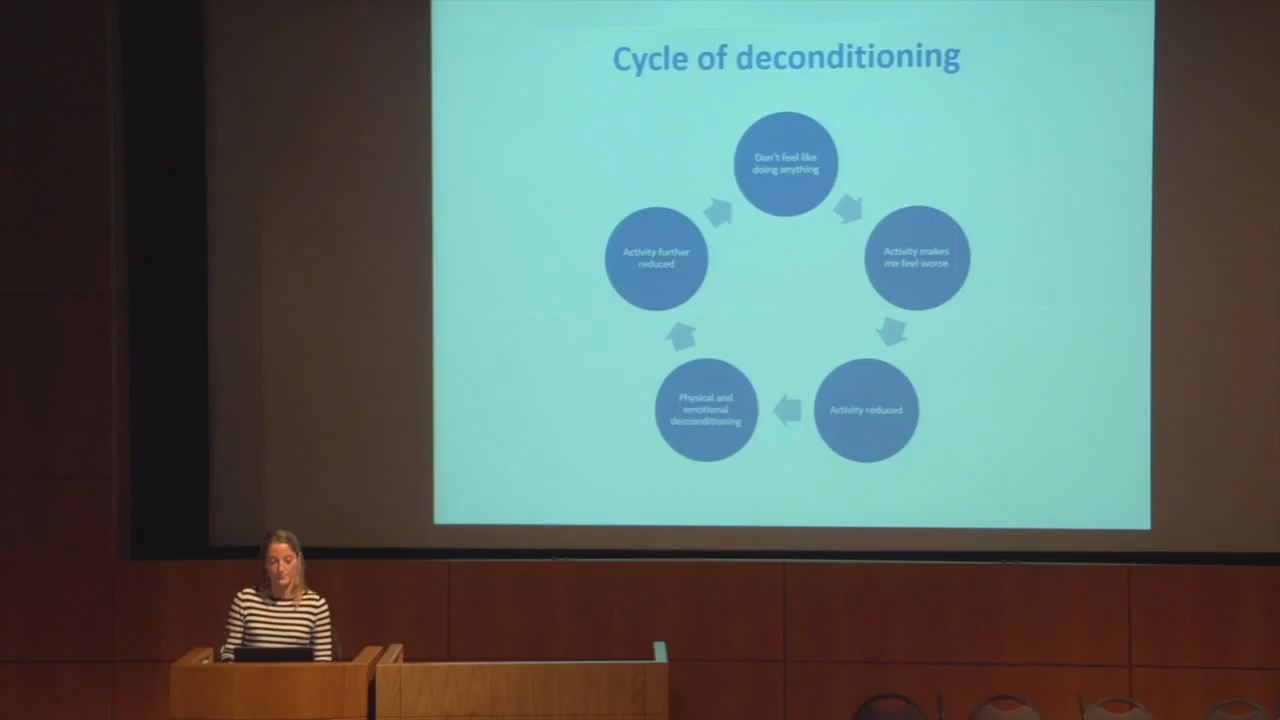 Cycle of deconditioning
Don't feel like
doing anything
Activity makes
me feel worse
Activity reduced
Physical and
emotional
deconditioning
Activity further
reduced